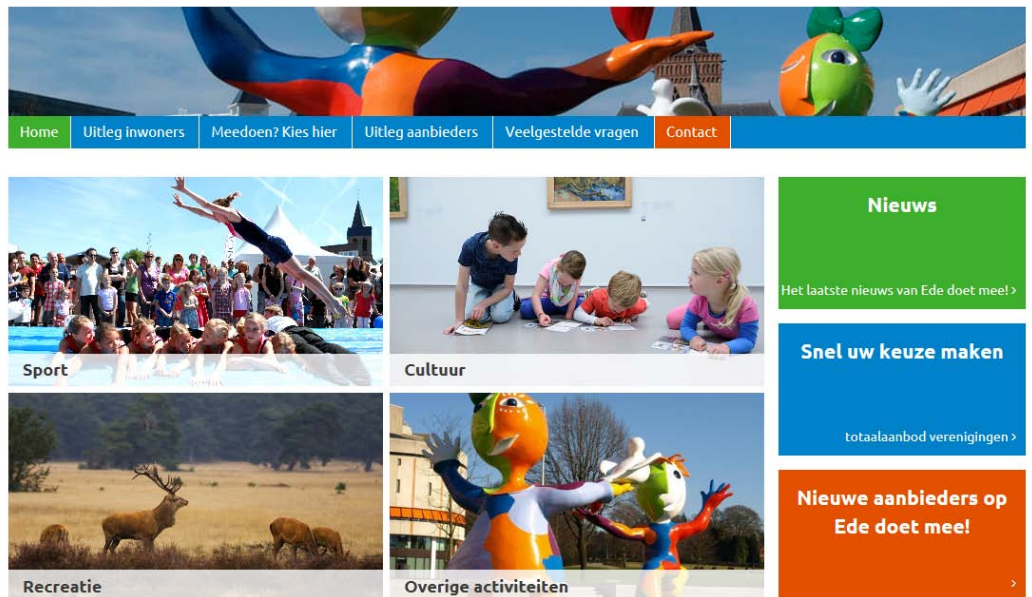 Home Uitleg inwoners Meedoen? Kies hier Uitleg aanbieders Veelgestelde vragen Contact
Sport
Cultuur
Recreatie
Overige activiteiten
Nieuws
Het laatste nieuws van Ede doet mee! >
Snel uw keuze maken
totaalaanbod verenigingen >
Nieuwe aanbieders op
Ede doet mee!
>